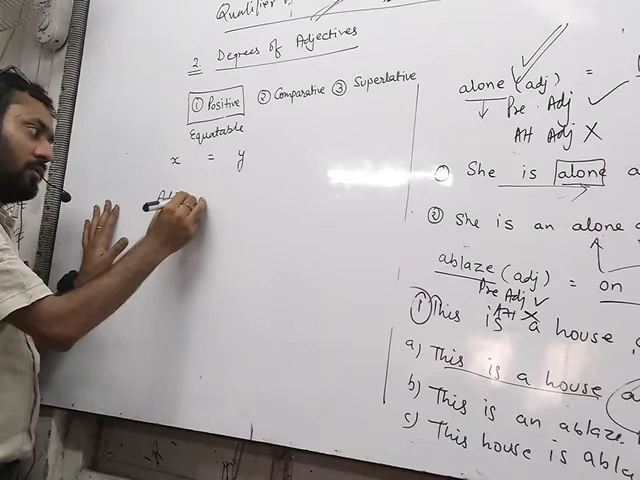 Qualifier
2 Degrees of Adjectives
① Positive ② Comparative ③ Superlative
Equatable
x = y
alone (adj) =
Pre. Adj ✓
Att Adj X
① She is alone a
② She is an alone
ablaze (adj) = on
Pre Adj ✓
Att X
① This is a house
a) This is a house a
b) This is an ablaze
c) This house is abla